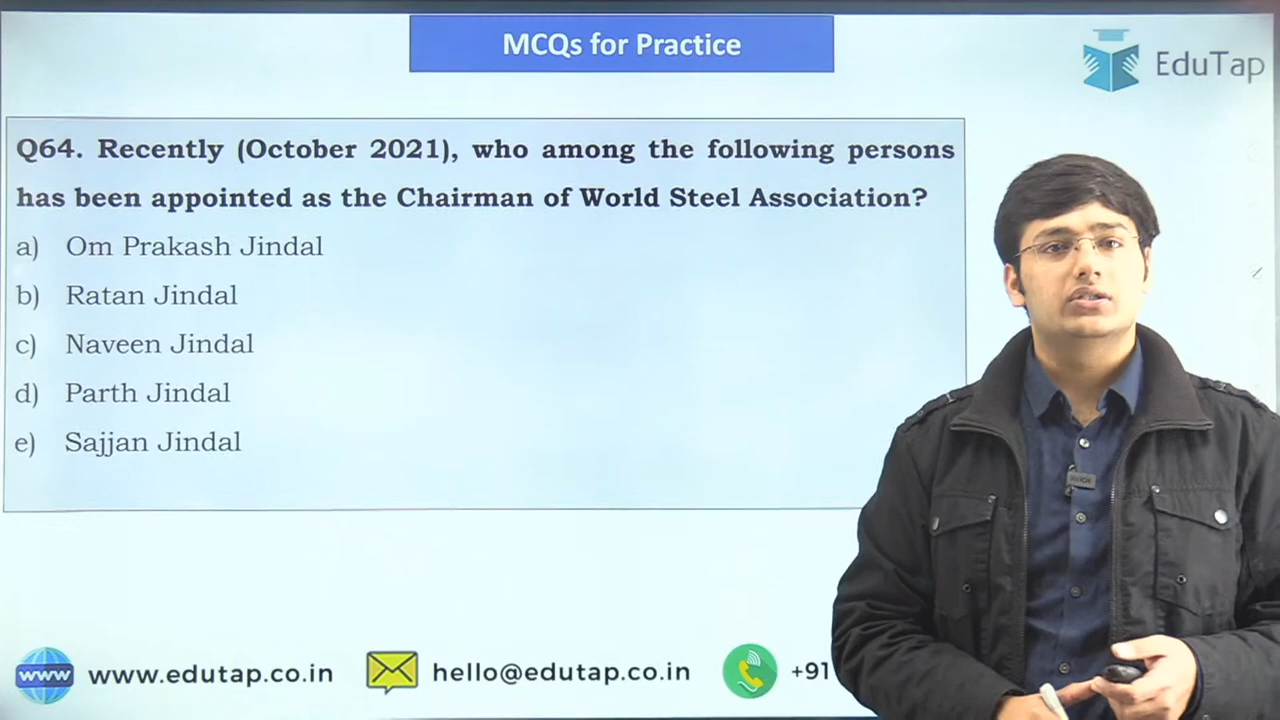 MCQs for Practice
EduTap
Q64. Recently (October 2021), who among the following persons
has been appointed as the Chairman of World Steel Association?
a) Om Prakash Jindal
b) Ratan Jindal
c) Naveen Jindal
d) Parth Jindal
e) Sajjan Jindal
www
www.edutap.co.in
hello@edutap.co.in
+91